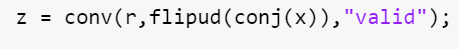 z = conv(r,flipud(conj(x)),"valid");